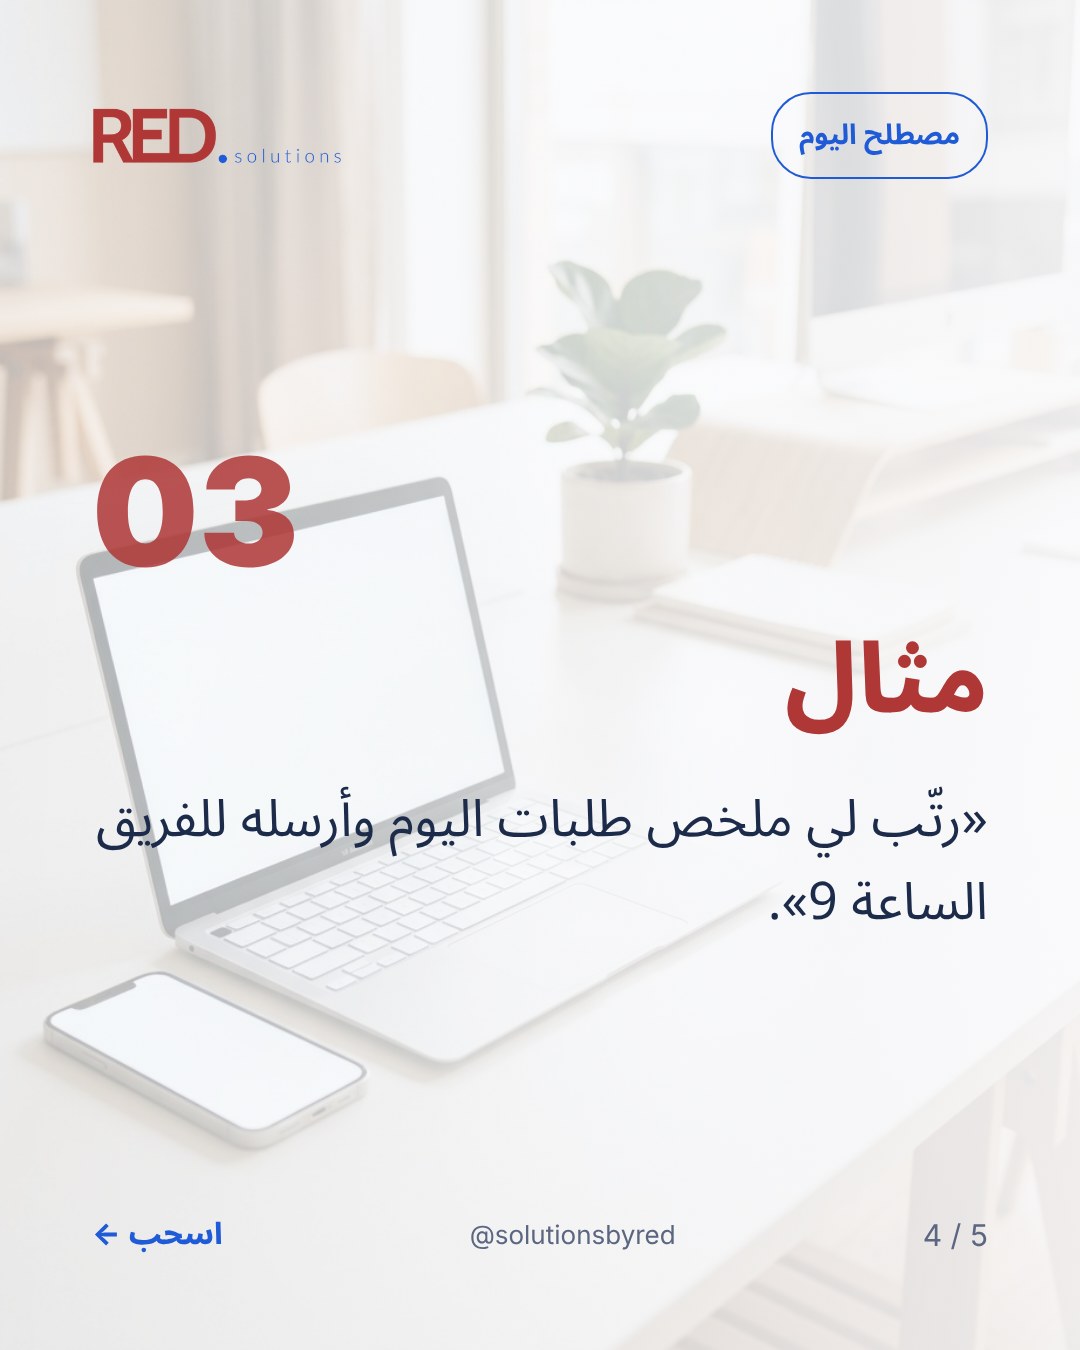 RED.solutions
مصطلح اليوم
03
مثال
«رتّب لي ملخص طلبات اليوم وأرسله للفريق
الساعة 9».
اسحب ←
@solutionsbyred
4 / 5